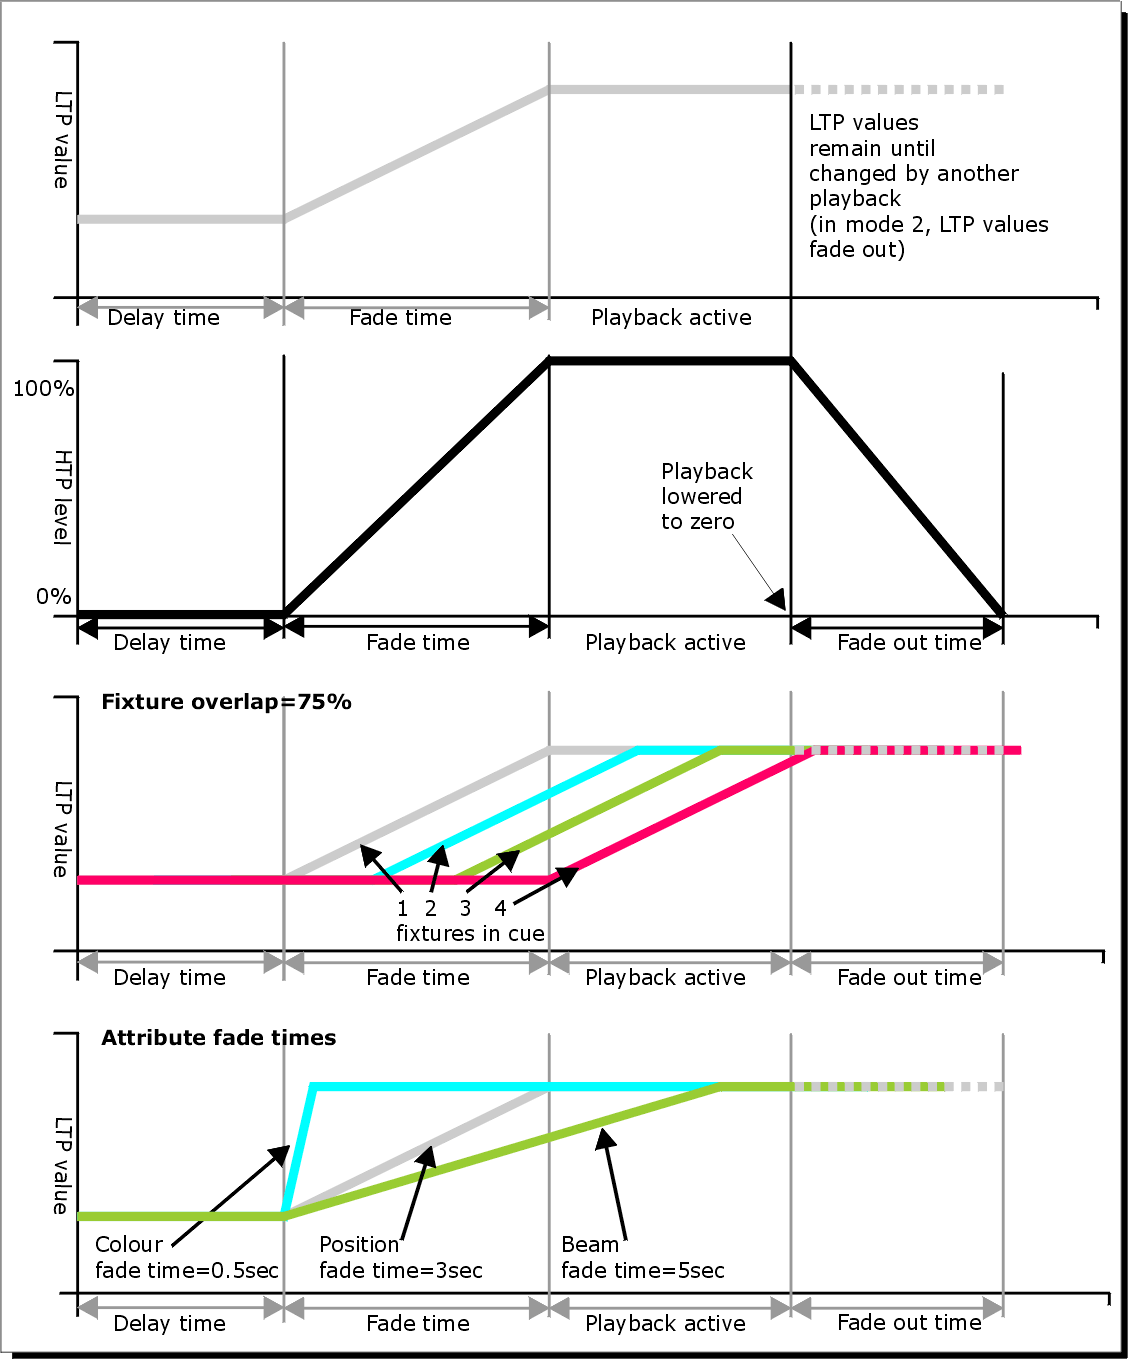 LTP value
LTP values
remain until
changed by another
playback
(in mode 2, LTP values
fade out)
Delay time
Fade time
Playback active
100%
HTP level
0%
Playback
lowered
to zero
Delay time
Fade time
Playback active
Fade out time
Fixture overlap=75%
LTP value
1 2 3 4
fixtures in cue
Delay time
Fade time
Playback active
Fade out time
Attribute fade times
LTP value
Colour
fade time=0.5sec
Position
fade time=3sec
Beam
fade time=5sec
Delay time
Fade time
Playback active
Fade out time